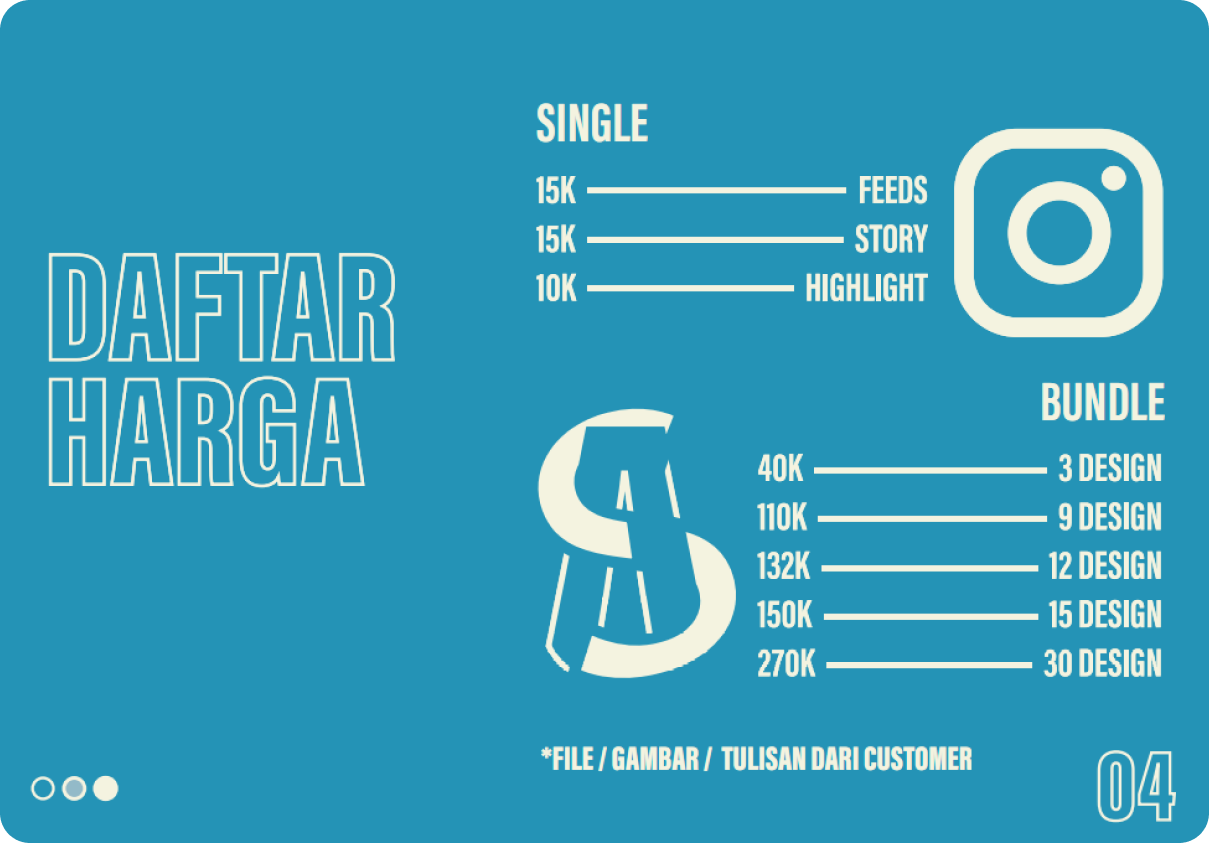 DAFTAR
HARGA
SINGLE
15K FEEDS
15K STORY
10K HIGHLIGHT
BUNDLE
40K 3 DESIGN
110K 9 DESIGN
132K 12 DESIGN
150K 15 DESIGN
270K 30 DESIGN
*FILE / GAMBAR / TULISAN DARI CUSTOMER
04